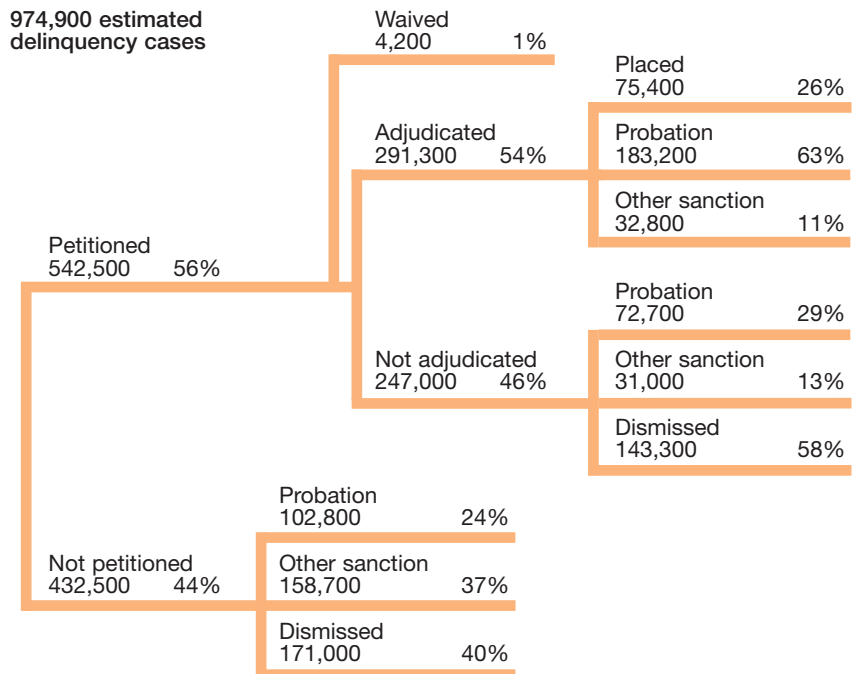 974,900 estimated
delinquency cases
Waived
4,200 1%
Placed
75,400 26%
Adjudicated
291,300 54%
Probation
183,200 63%
Other sanction
32,800 11%
Petitioned
542,500 56%
Probation
72,700 29%
Not adjudicated
247,000 46%
Other sanction
31,000 13%
Dismissed
143,300 58%
Probation
102,800 24%
Not petitioned
432,500 44%
Other sanction
158,700 37%
Dismissed
171,000 40%